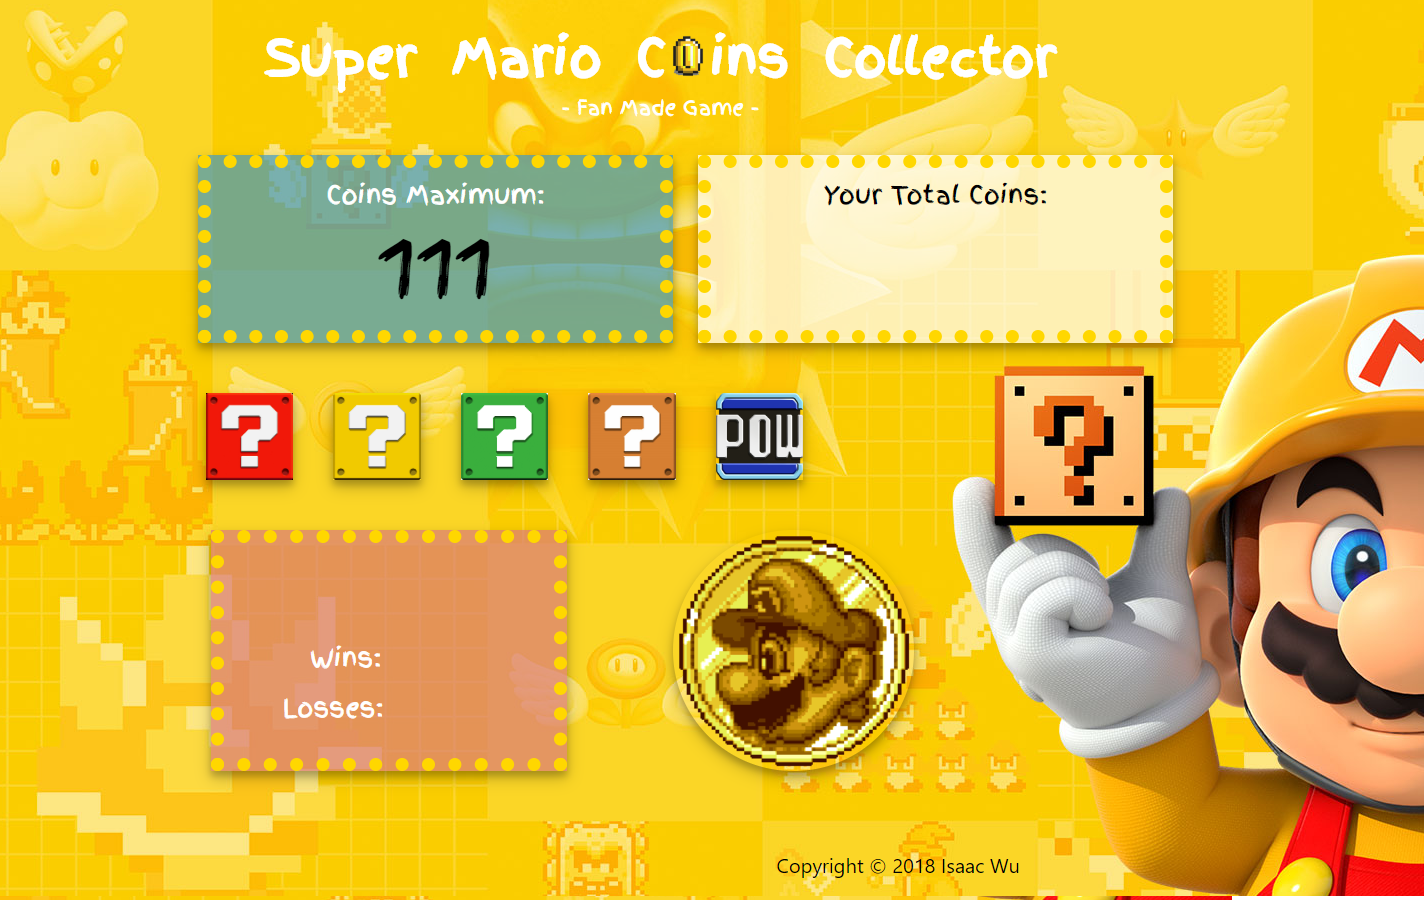 Super Mario Coins Collector
- Fan Made Game -
Coins Maximum:
Your Total Coins:
111
? ? ? ? POW
?
M
Wins:
Losses:
Copyright © 2018 Isaac Wu